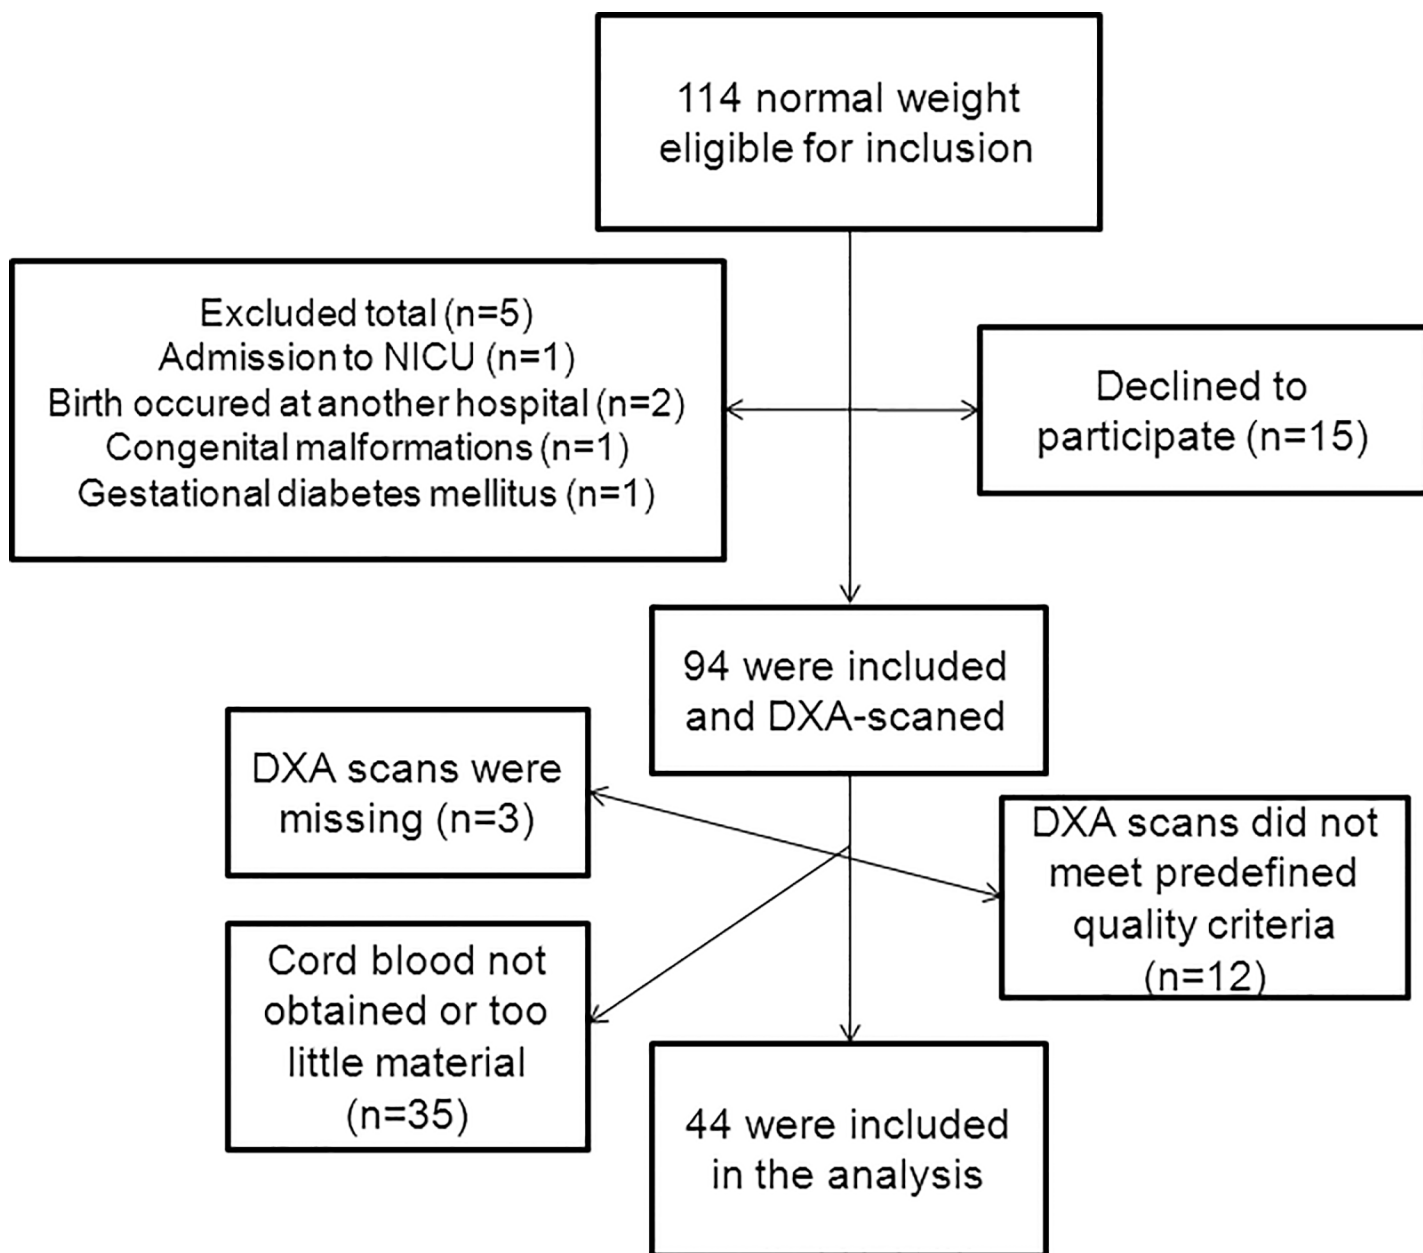 114 normal weight
eligible for inclusion
Excluded total (n=5)
Admission to NICU (n=1)
Birth occured at another hospital (n=2)
Congenital malformations (n=1)
Gestational diabetes mellitus (n=1)
Declined to
participate (n=15)
94 were included
and DXA-scaned
DXA scans were
missing (n=3)
DXA scans did not
meet predefined
quality criteria
(n=12)
Cord blood not
obtained or too
little material
(n=35)
44 were included
in the analysis